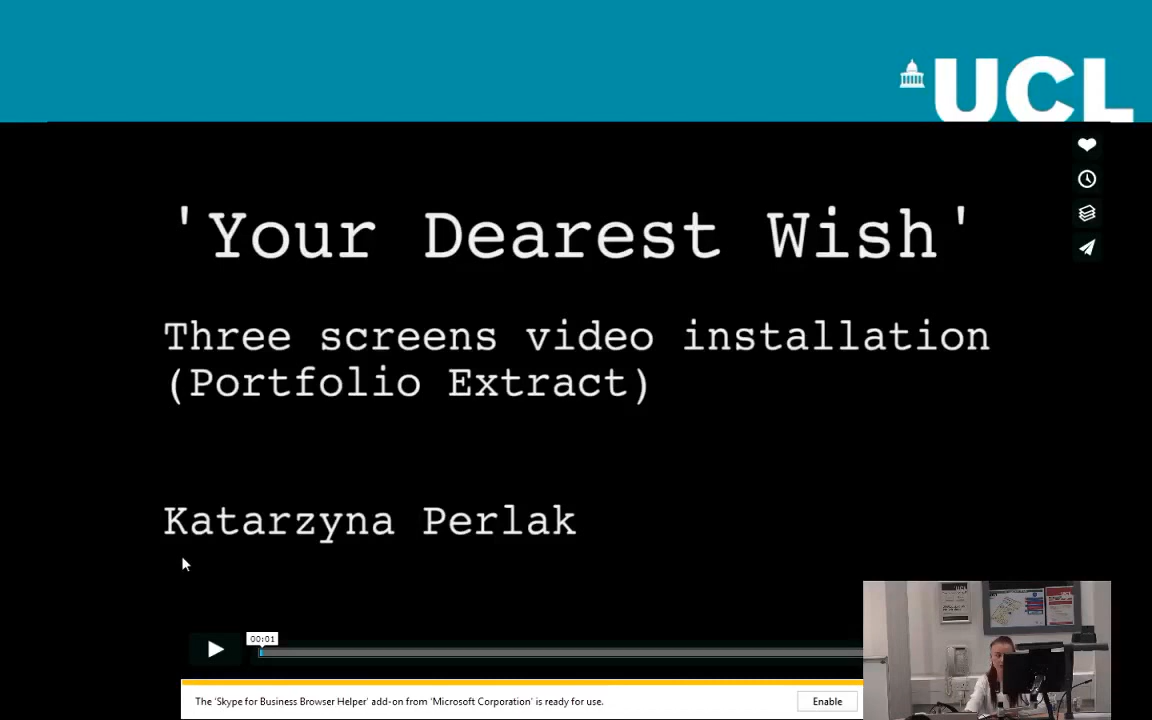 UCL
'Your Dearest Wish'
Three screens video installation
(Portfolio Extract)
Katarzyna Perlak
00:01
The 'Skype for Business Browser Helper' add-on from 'Microsoft Corporation' is ready for use.
Enable